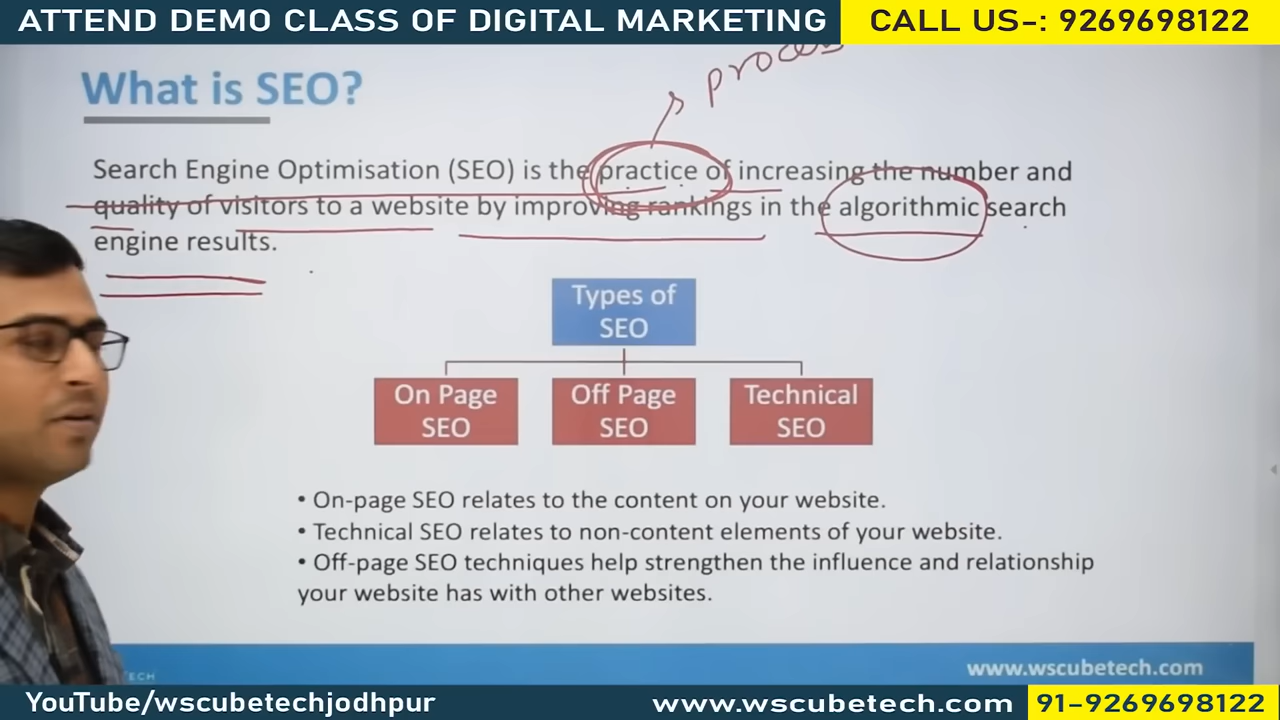 ATTEND DEMO CLASS OF DIGITAL MARKETING
CALL US-: 9269698122
What is SEO?
Search Engine Optimisation (SEO) is the practice of increasing the number and
quality of visitors to a website by improving rankings in the algorithmic search
engine results.
Types of
SEO
On Page
SEO
Off Page
SEO
Technical
SEO
• On-page SEO relates to the content on your website.
• Technical SEO relates to non-content elements of your website.
• Off-page SEO techniques help strengthen the influence and relationship
your website has with other websites.
www.wscubetech.com
YouTube/wscubetechjodhpur
www.wscubetech.com
91-9269698122